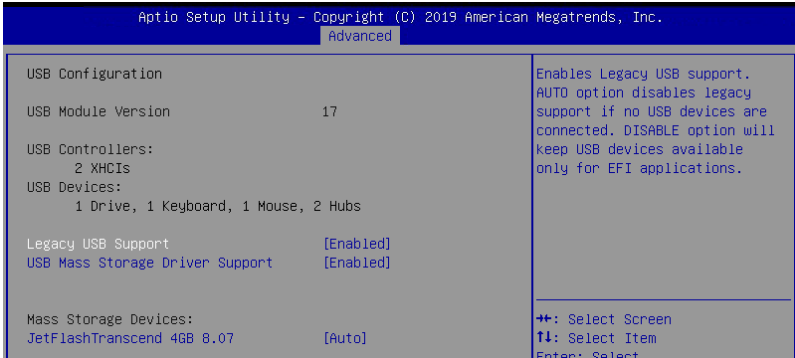 Aptio Setup Utility – Copyright (C) 2019 American Megatrends, Inc.
Advanced
USB Configuration
USB Module Version 17
USB Controllers:
2 XHCIs
USB Devices:
1 Drive, 1 Keyboard, 1 Mouse, 2 Hubs
Legacy USB Support [Enabled]
USB Mass Storage Driver Support [Enabled]
Mass Storage Devices:
JetFlashTranscend 4GB 8.07 [Auto]
Enables Legacy USB support.
AUTO option disables legacy
support if no USB devices are
connected. DISABLE option will
keep USB devices available
only for EFI applications.
→←: Select Screen
↑↓: Select Item
Enter: Select